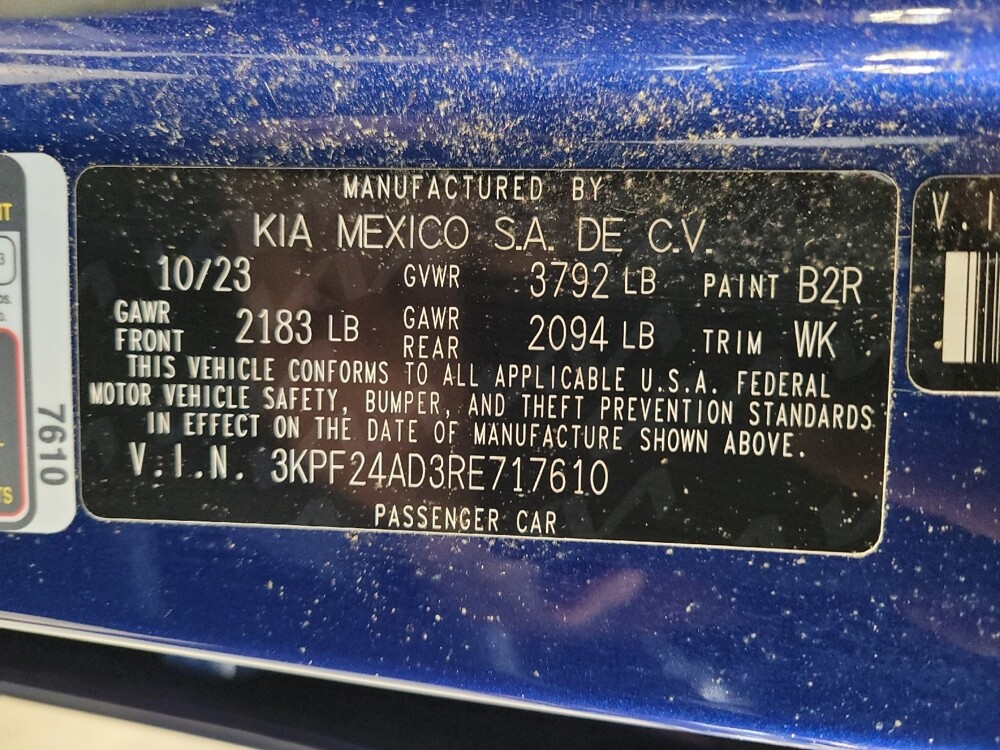 MANUFACTURED BY
KIA MEXICO S.A. DE C.V.
10/23 GVWR 3792 LB PAINT B2R
GAWR FRONT 2183 LB GAWR REAR 2094 LB TRIM WK
THIS VEHICLE CONFORMS TO ALL APPLICABLE U.S.A. FEDERAL
MOTOR VEHICLE SAFETY, BUMPER, AND THEFT PREVENTION STANDARDS
IN EFFECT ON THE DATE OF MANUFACTURE SHOWN ABOVE.
V.I.N. 3KPF24AD3RE717610
PASSENGER CAR
7610
V I